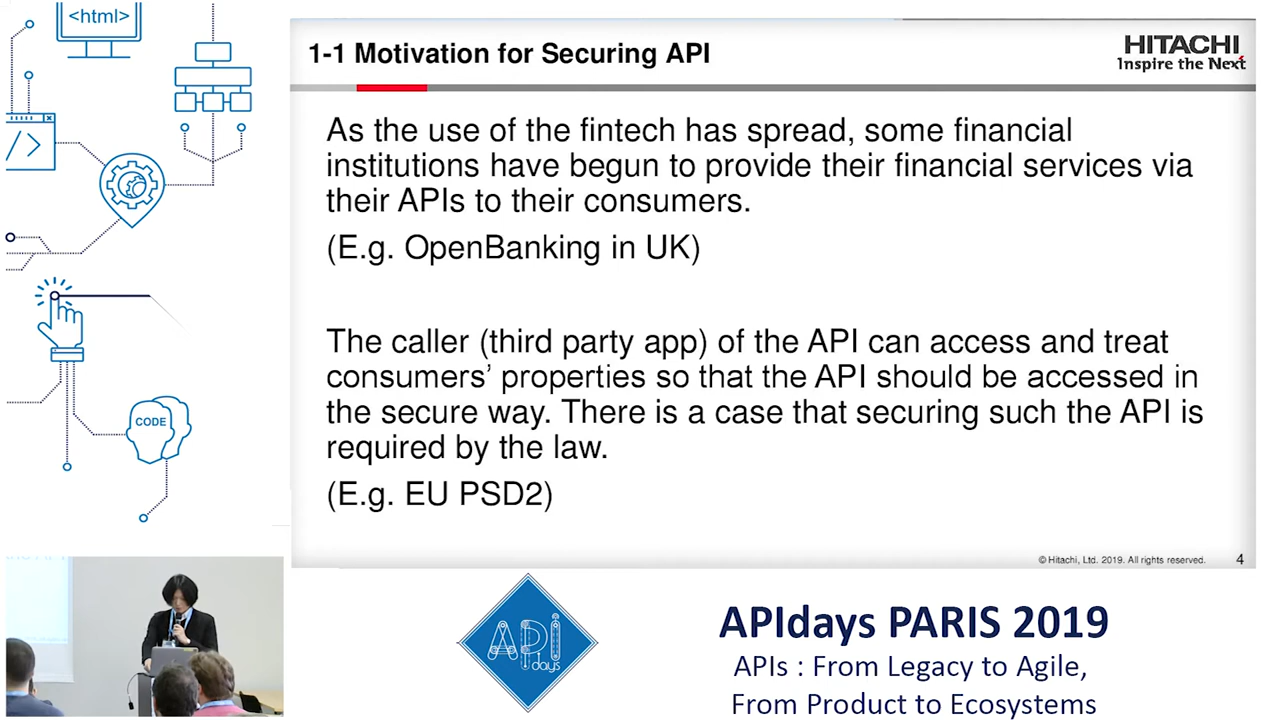 <html>
1-1 Motivation for Securing API
HITACHI
Inspire the Next
As the use of the fintech has spread, some financial
institutions have begun to provide their financial services via
their APIs to their consumers.
(E.g. OpenBanking in UK)
The caller (third party app) of the API can access and treat
consumers’ properties so that the API should be accessed in
the secure way. There is a case that securing such the API is
required by the law.
(E.g. EU PSD2)
© Hitachi, Ltd. 2019. All rights reserved.
4
</>
CODE
API
days
APIdays PARIS 2019
APIs : From Legacy to Agile,
From Product to Ecosystems